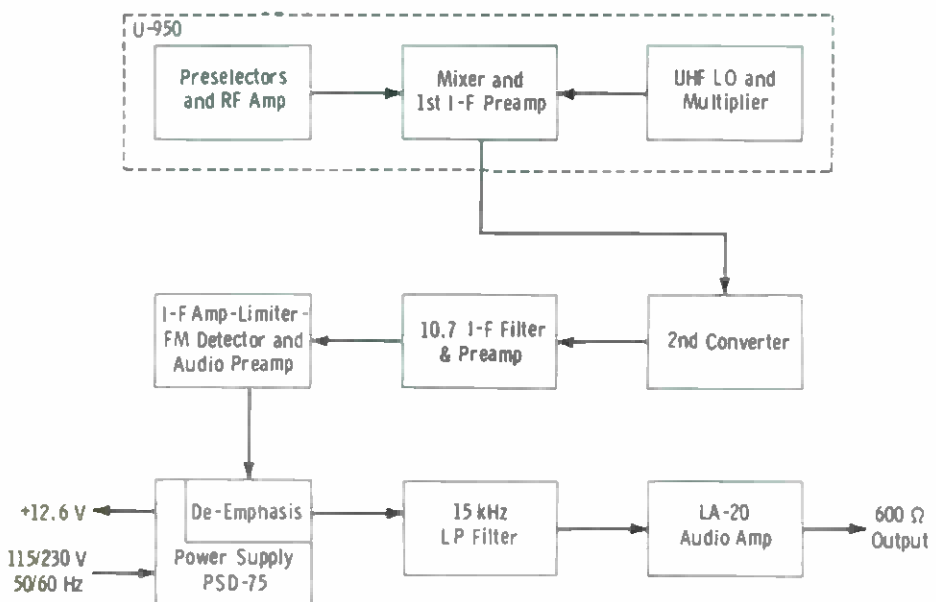 U-950
Preselectors
and RF Amp
Mixer and
1st I-F Preamp
UHF LO and
Multiplier
I-F Amp-Limiter-
FM Detector and
Audio Preamp
10.7 I-F Filter
& Preamp
2nd Converter
+12.6 V
115/230 V
50/60 Hz
De-Emphasis
Power Supply
PSD-75
15 kHz
LP Filter
LA-20
Audio Amp
600 Ω
Output